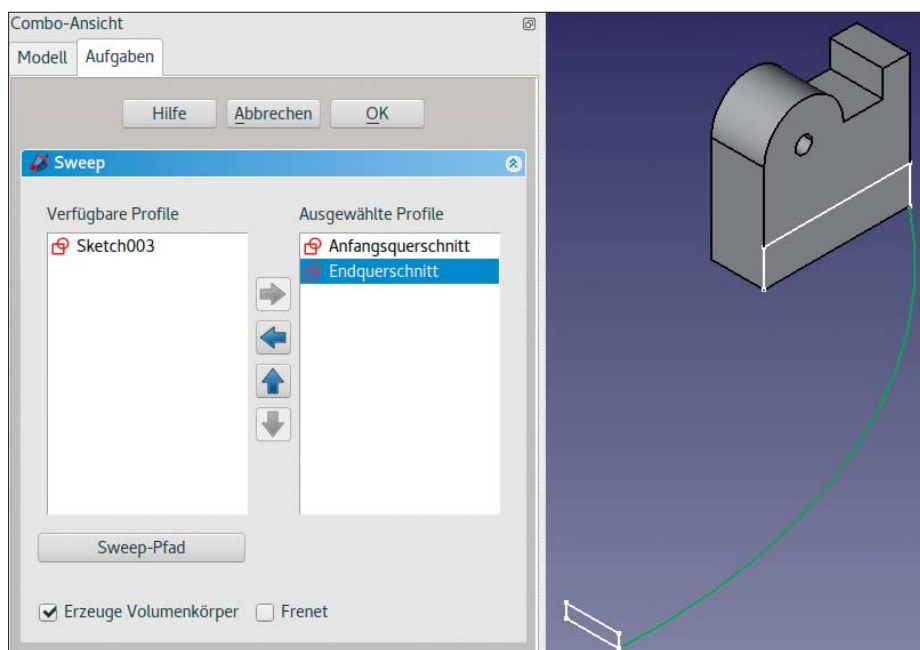 Combo-Ansicht
Modell Aufgaben
Hilfe Abbrechen OK
Sweep
Verfügbare Profile
Sketch003
Ausgewählte Profile
Anfangsquerschnitt
Endquerschnitt
Sweep-Pfad
Erzeuge Volumenkörper Frenet